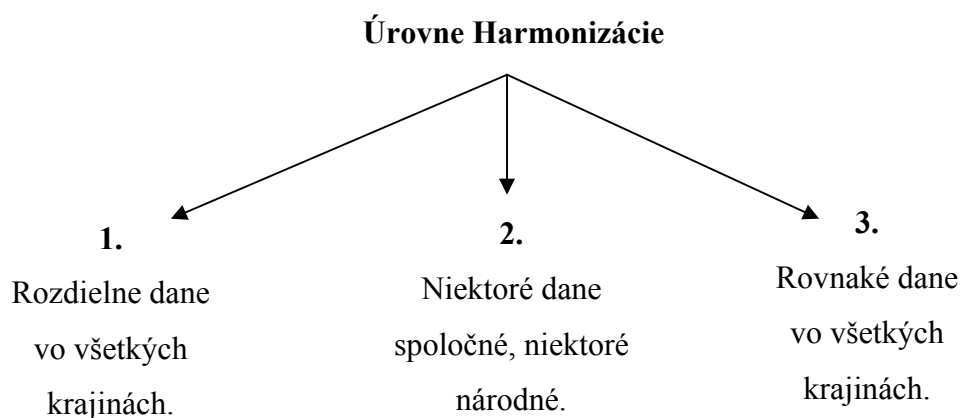 Úrovne Harmonizácie
1.
Rozdielne dane
vo všetkých
krajinách.
2.
Niektoré dane
spoločné, niektoré
národné.
3.
Rovnaké dane
vo všetkých
krajinách.